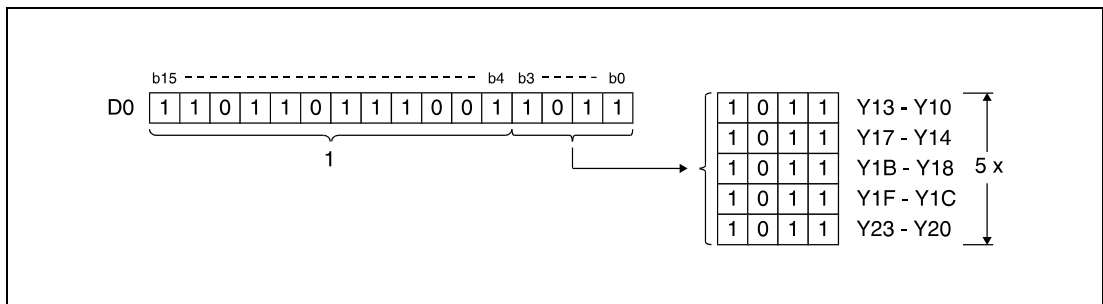 b15 b4 b3 b0
D0 1 1 0 1 1 0 1 1 1 0 0 1 1 0 1 1
1
1 0 1 1 Y13 - Y10
1 0 1 1 Y17 - Y14
1 0 1 1 Y1B - Y18 5 x
1 0 1 1 Y1F - Y1C
1 0 1 1 Y23 - Y20